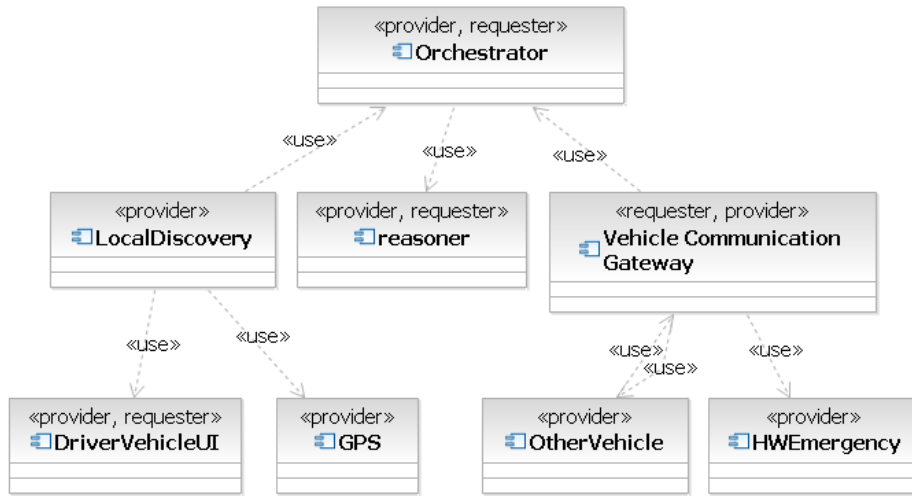 «provider, requester»
Orchestrator
«use»
«use»
«use»
«provider»
LocalDiscovery
«provider, requester»
reasoner
«requester, provider»
Vehicle Communication
Gateway
«use»
«use»
«use»
«use»
«use»
«provider, requester»
DriverVehicleUI
«provider»
GPS
«provider»
OtherVehicle
«provider»
HWEmergency